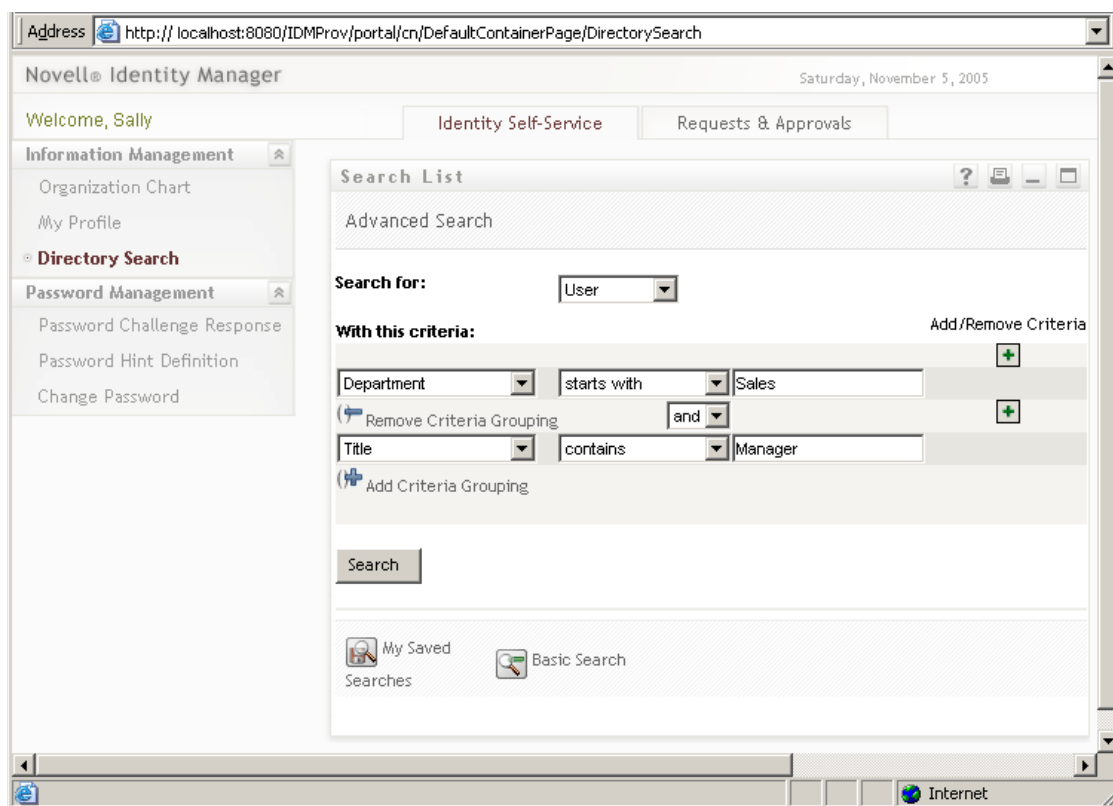 Address http:// localhost:8080/IDMProv/portal/cn/DefaultContainerPage/DirectorySearch
Novell® Identity Manager
Saturday, November 5, 2005
Welcome, Sally
Identity Self-Service
Requests & Approvals
Information Management
Organization Chart
My Profile
Directory Search
Password Management
Password Challenge Response
Password Hint Definition
Change Password
Search List
?
Advanced Search
Search for:
User
With this criteria:
Add/Remove Criteria
Department
starts with
Sales
Remove Criteria Grouping
and
Title
contains
Manager
Add Criteria Grouping
Search
My Saved
Searches
Basic Search
Internet